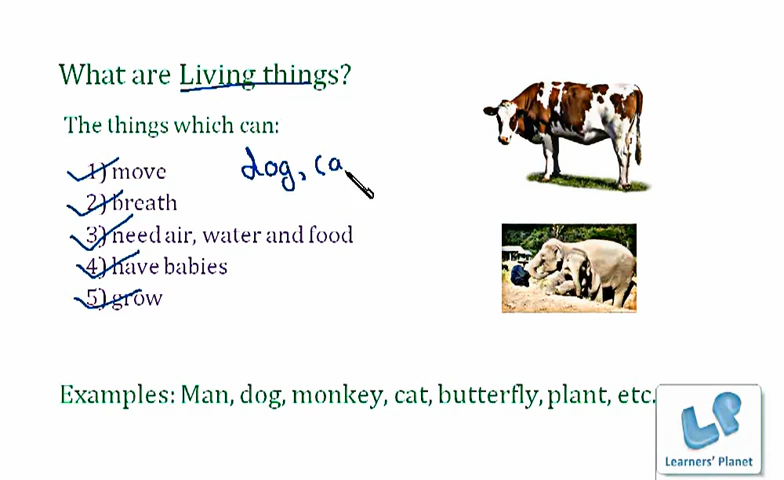 What are Living things?
The things which can:
1) move
dog, ca
2) breath
3) need air, water and food
4) have babies
5) grow
Examples: Man, dog, monkey, cat, butterfly, plant, etc.
LP
Learners' Planet